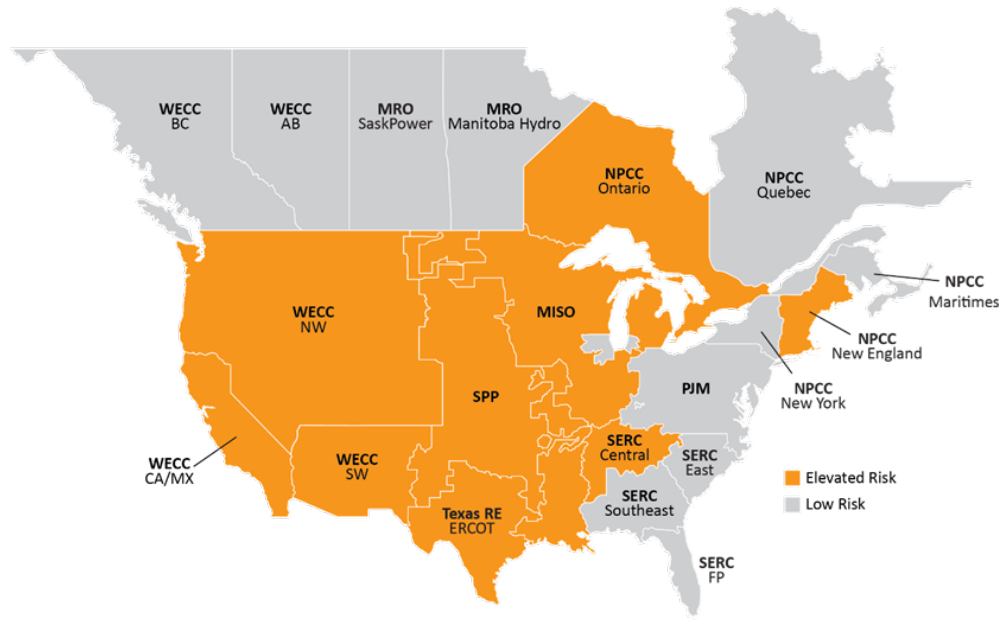 WECC
BC
WECC
AB
MRO
SaskPower
MRO
Manitoba Hydro
NPCC
Ontario
NPCC
Quebec
NPCC
Maritimes
WECC
NW
MISO
NPCC
New England
SPP
PJM
NPCC
New York
WECC
CA/MX
WECC
SW
SERC
Central
SERC
East
Texas RE
ERCOT
SERC
Southeast
SERC
FP
Elevated Risk
Low Risk